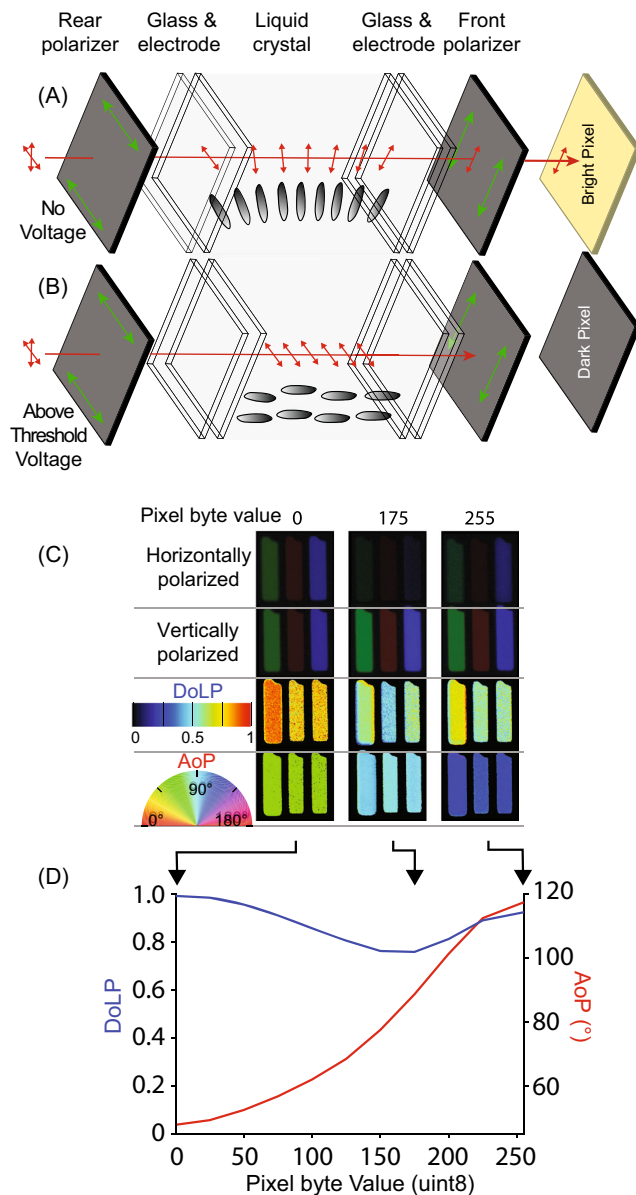 Rear polarizer
Glass & electrode
Liquid crystal
Glass & electrode
Front polarizer
(A)
No Voltage
Bright Pixel
(B)
Above Threshold Voltage
Dark Pixel
Pixel byte value
0 175 255
(C)
Horizontally polarized
Vertically polarized
DoLP
0 0.5 1
AoP
0° 90° 180°
(D)
1.0
0.8
0.6
0.4
0.2
0
DoLP
120
100
80
60
AoP (°)
0 50 100 150 200 250
Pixel byte Value (uint8)